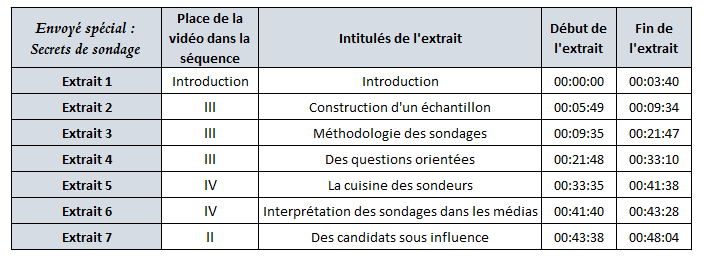 Envoyé spécial : Secrets de sondage | Place de la vidéo dans la séquence | Intitulés de l'extrait | Début de l'extrait | Fin de l'extrait
Extrait 1 | Introduction | Introduction | 00:00:00 | 00:03:40
Extrait 2 | III | Construction d'un échantillon | 00:05:49 | 00:09:34
Extrait 3 | III | Méthodologie des sondages | 00:09:35 | 00:21:47
Extrait 4 | III | Des questions orientées | 00:21:48 | 00:33:10
Extrait 5 | IV | La cuisine des sondeurs | 00:33:35 | 00:41:38
Extrait 6 | IV | Interprétation des sondages dans les médias | 00:41:40 | 00:43:28
Extrait 7 | II | Des candidats sous influence | 00:43:38 | 00:48:04